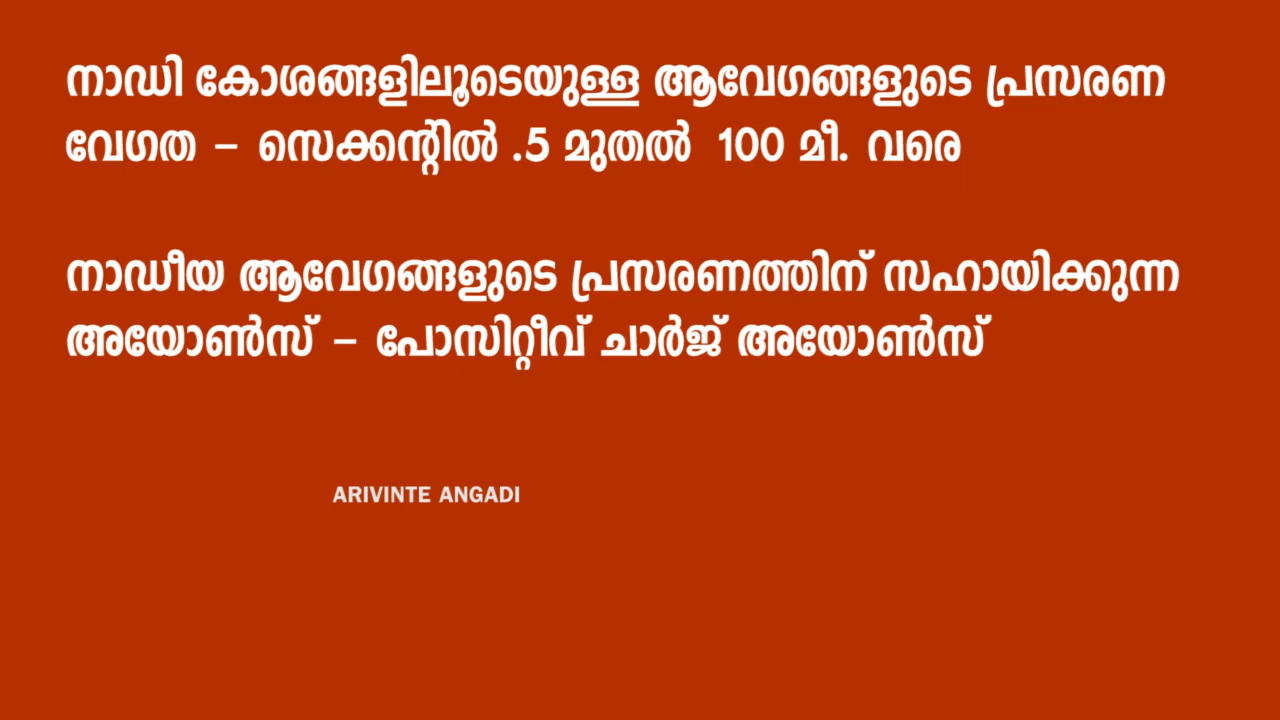 നാഡി കോശങ്ങളിലൂടെയുള്ള ആവേഗങ്ങളുടെ പ്രസരണ
വേഗത – സെക്കന്റിൽ .5 മുതൽ 100 മീ. വരെ
നാഡീയ ആവേഗങ്ങളുടെ പ്രസരണത്തിന് സഹായിക്കുന്ന
അയോൺസ് – പോസിറ്റീവ് ചാർജ് അയോൺസ്
ARIVINTE ANGADI